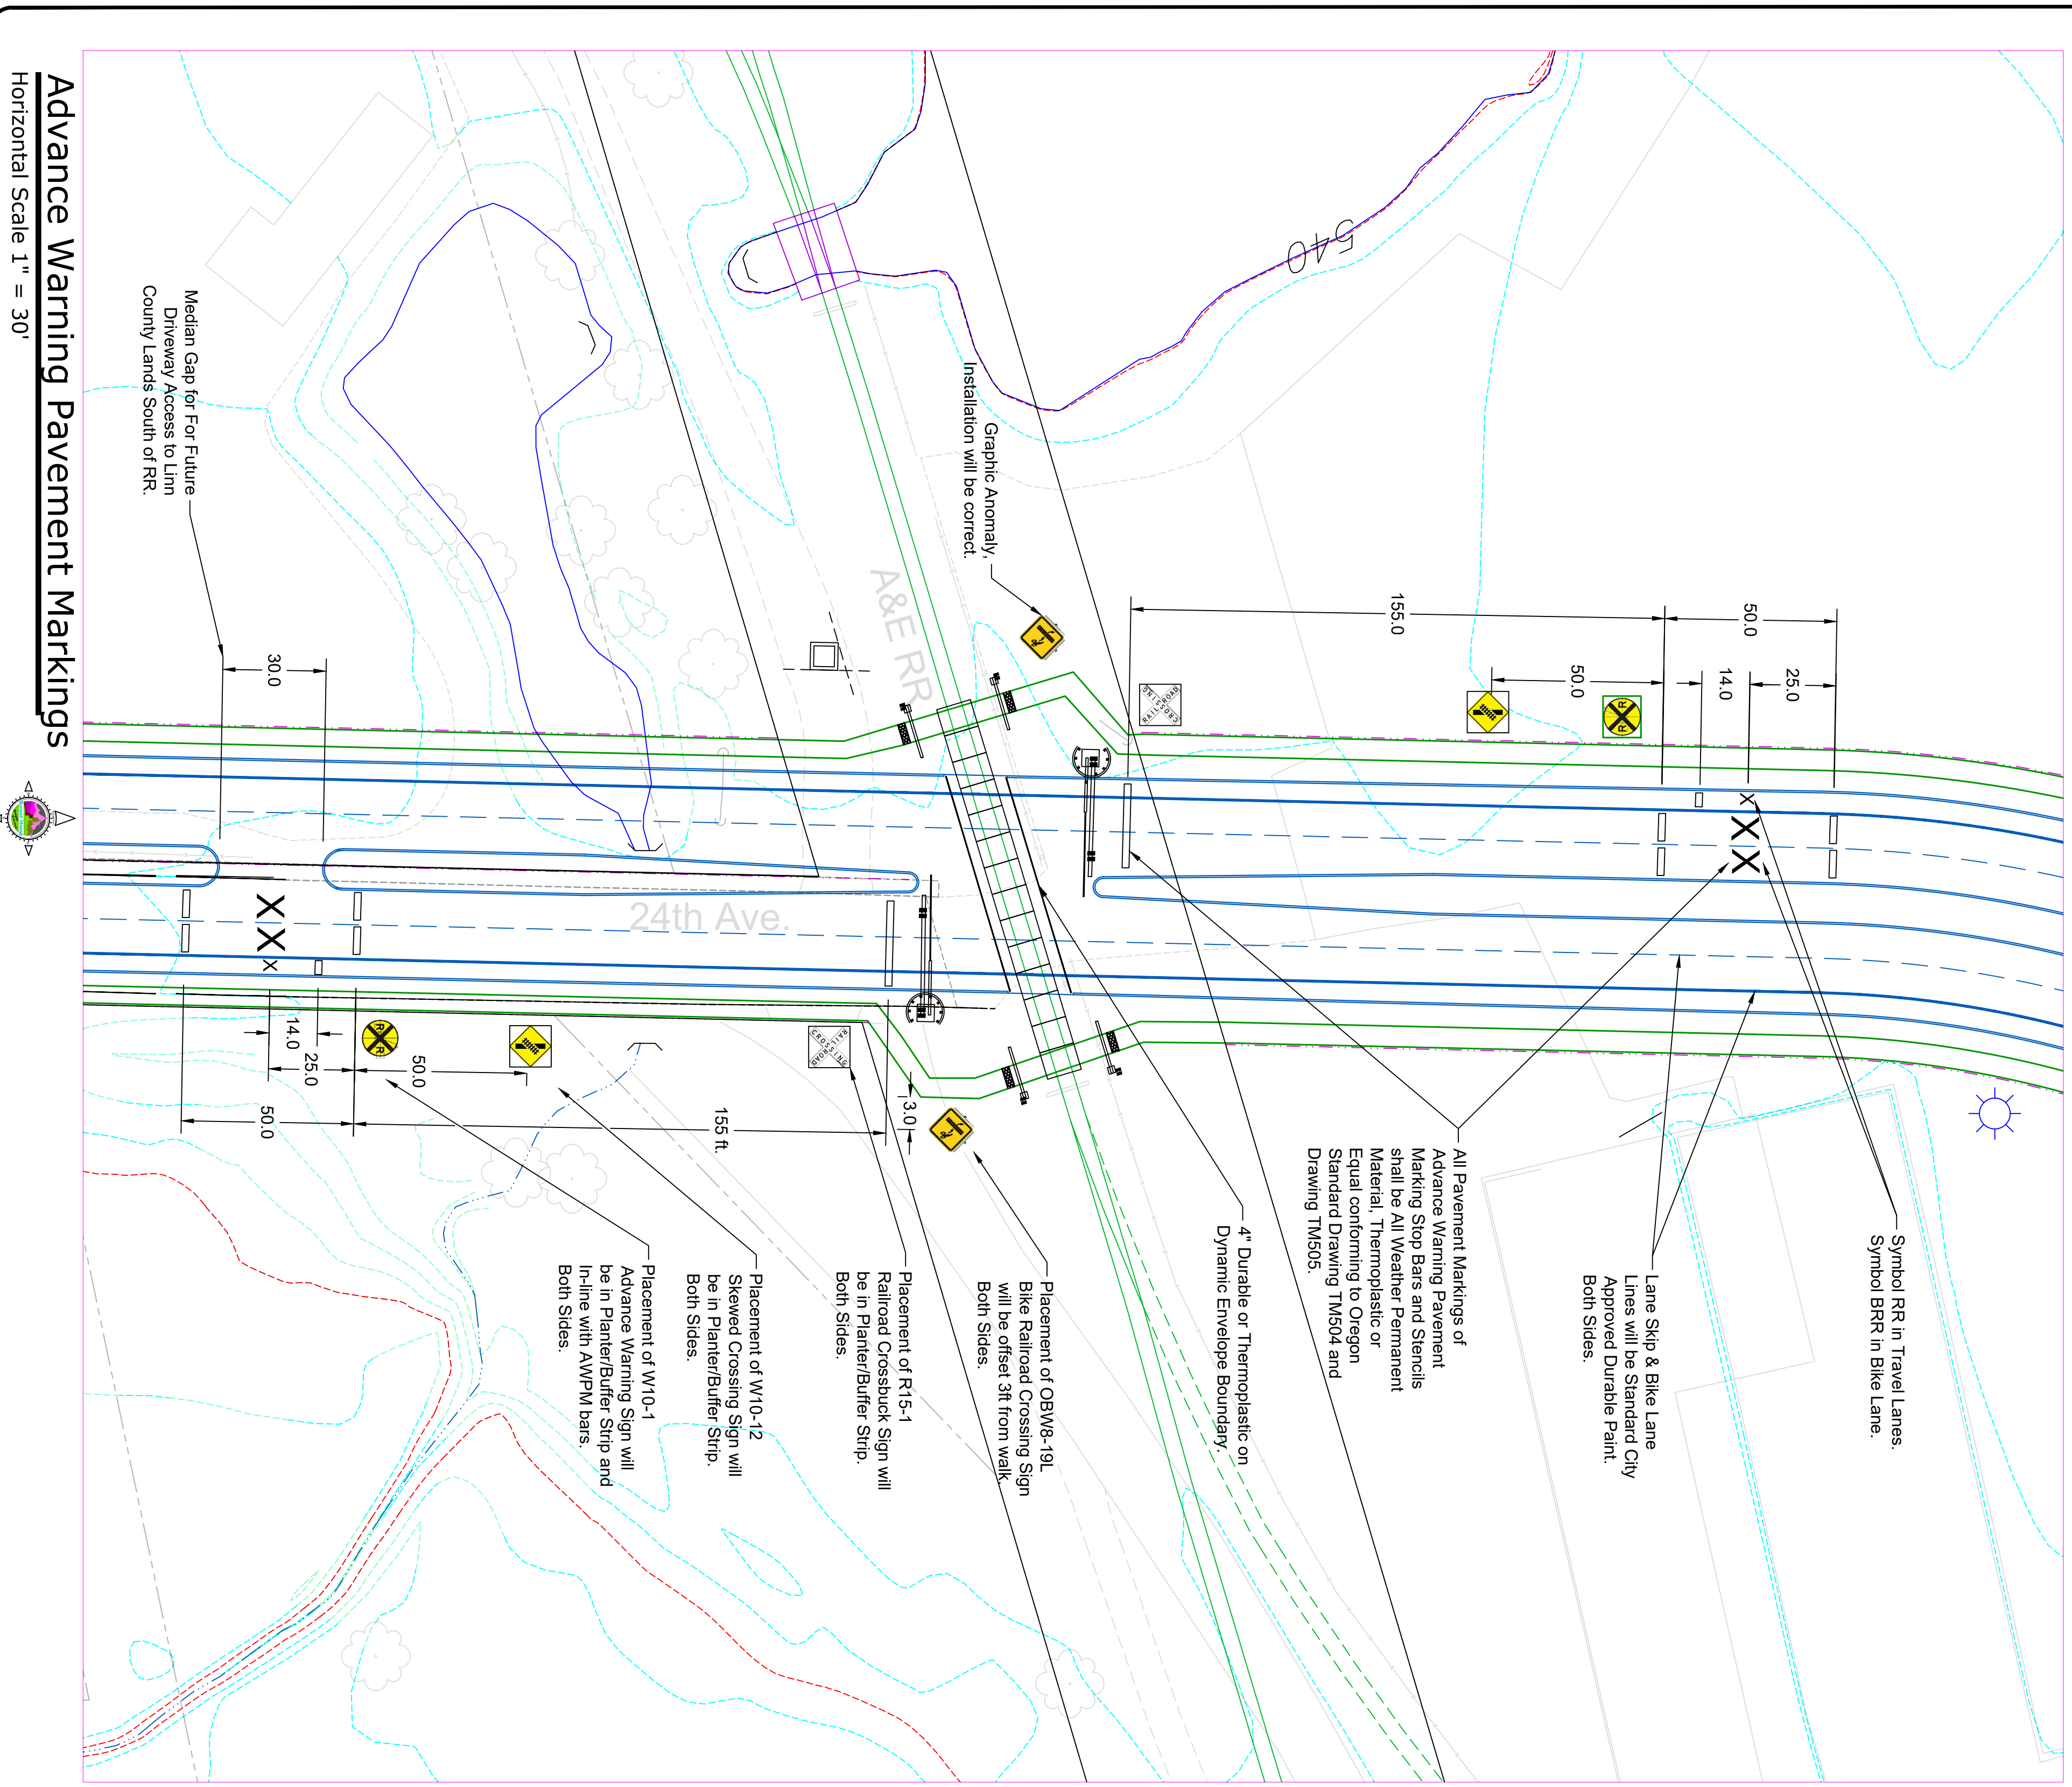 Advance Warning Pavement Markings
Horizontal Scale 1" = 30'
Symbol RR in Travel Lanes.
Symbol BRR in Bike Lane.
Lane Skip & Bike Lane
Lines will be Standard City
Approved Durable Paint.
Both Sides.
All Pavement Markings of
Advance Warning Pavement
Marking Stop Bars and Stencils
shall be All Weather Permanent
Material, Thermoplastic or
Equal conforming to Oregon
Standard Drawing TM504 and
Drawing TM505.
4" Durable or Thermoplastic on
Dynamic Envelope Boundary.
Placement of OBW8-19L
Bike Railroad Crossing Sign
will be offset 3ft from walk.
Both Sides.
Placement of R15-1
Railroad Crossbuck Sign will
be in Planter/Buffer Strip.
Both Sides.
Placement of W10-12
Skewed Crossing Sign will
be in Planter/Buffer Strip.
Both Sides.
Placement of W10-1
Advance Warning Sign will
be in Planter/Buffer Strip and
In-line with AWPM bars.
Both Sides.
Graphic Anomaly,
Installation will be correct.
Median Gap for For Future
Driveway Access to Linn
County Lands South of RR.
A&E RR
24th Ave.
540
50.0
25.0
14.0
155.0
50.0
30.0
3.0
155 ft.
50.0
50.0
25.0
14.0
R R
R R
RAILROAD
CROSSING
RAILROAD
CROSSING
X
X
X
X
X
X